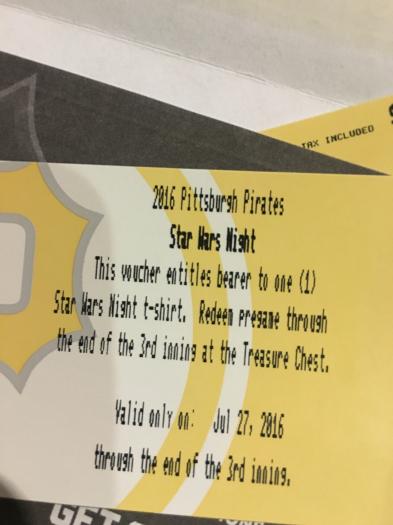 TAX INCLUDED
2016 Pittsburgh Pirates
Star Wars Night
This voucher entitles bearer to one (1)
Star Wars Night t-shirt. Redeem pregame through
the end of the 3rd inning at the Treasure Chest.
Valid only on: Jul 27, 2016
through the end of the 3rd inning.
GET